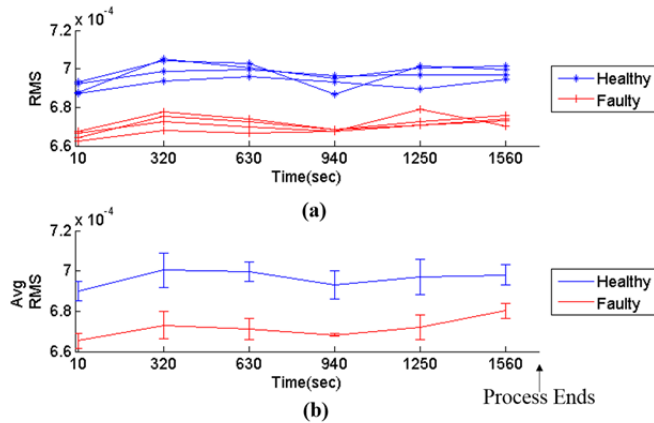 x 10⁻⁴
7.2
7
6.8
6.6
RMS
10 320 630 940 1250 1560
Time(sec)
Healthy
Faulty
(a)
x 10⁻⁴
7.2
7
6.8
6.6
Avg
RMS
10 320 630 940 1250 1560
Time(sec)
Healthy
Faulty
Process Ends
(b)